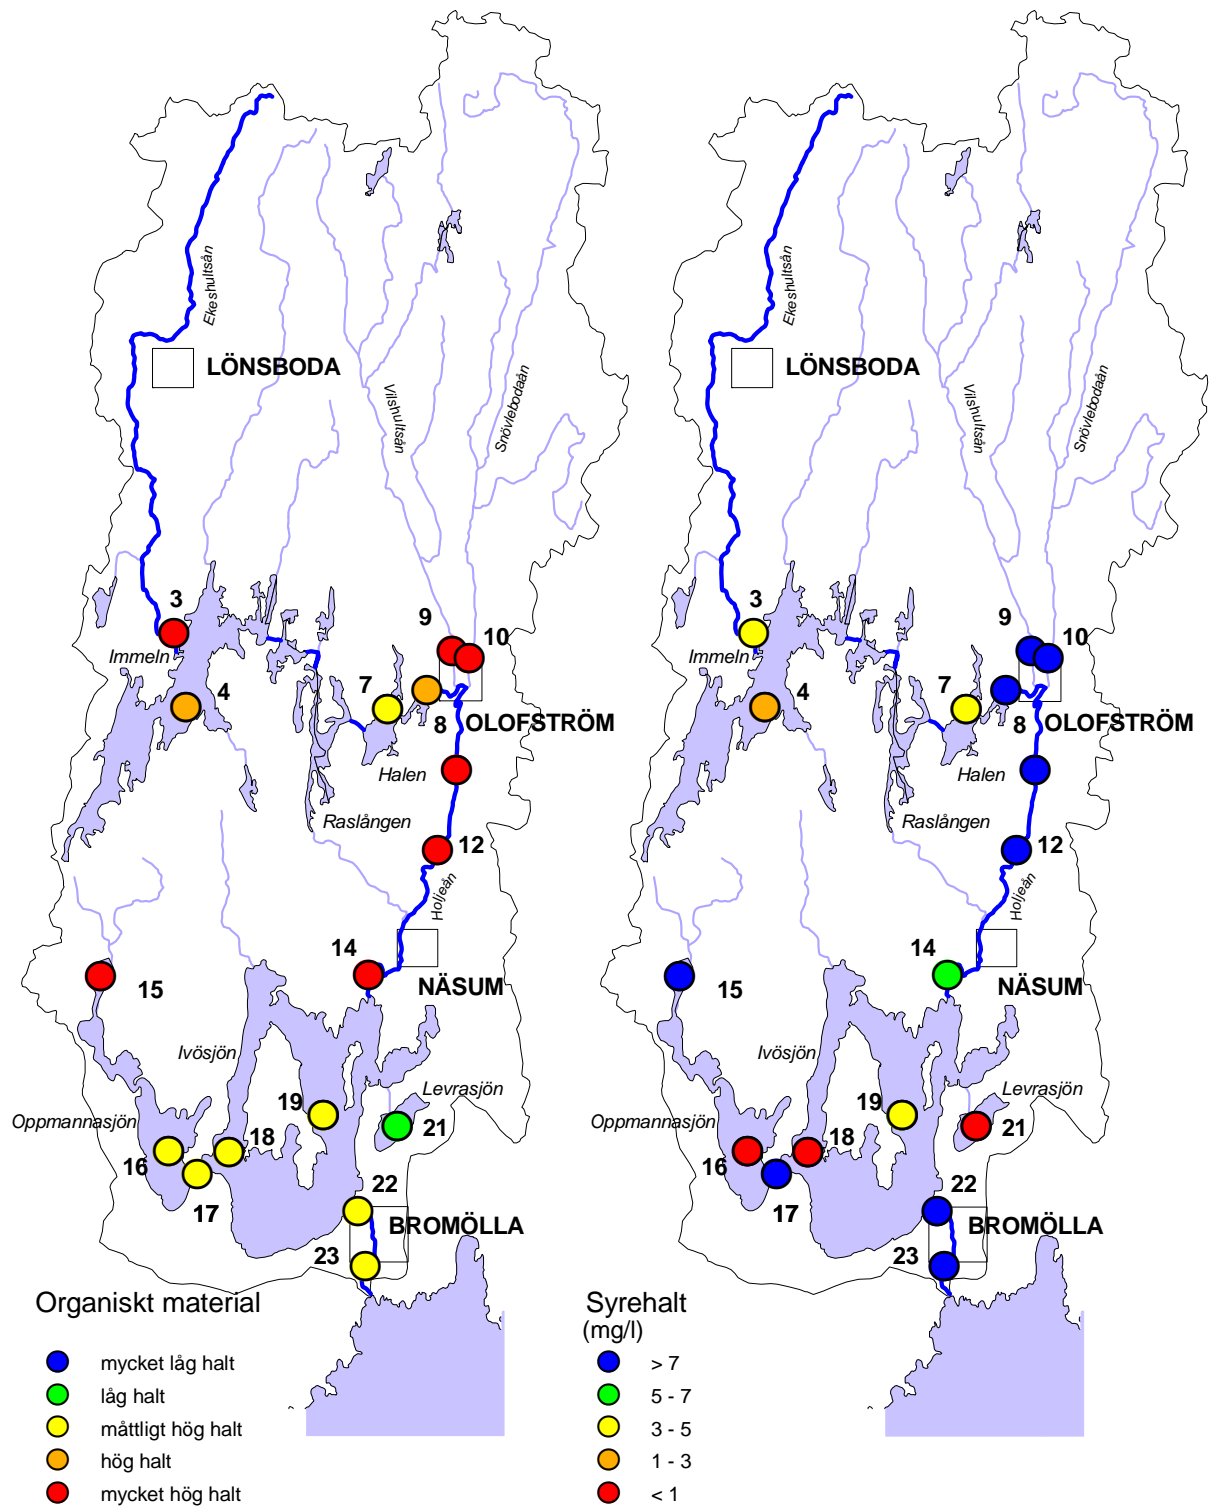 Ekeshultsån
LÖNSBODA
Vilshultsån
Snövlebodaån
3
9
10
Immeln
4
7
8
OLOFSTRÖM
Halen
Raslången
12
Holjeån
14
NÄSUM
15
Ivösjön
Levrasjön
Oppmannasjön
19
21
18
16
17
22
BROMÖLLA
23
Organiskt material
mycket låg halt
låg halt
måttligt hög halt
hög halt
mycket hög halt
Ekeshultsån
LÖNSBODA
Vilshultsån
Snövlebodaån
3
9
10
Immeln
4
7
8
OLOFSTRÖM
Halen
Raslången
12
Holjeån
14
NÄSUM
15
Ivösjön
Levrasjön
Oppmannasjön
19
21
18
16
17
22
BROMÖLLA
23
Syrehalt
(mg/l)
> 7
5 - 7
3 - 5
1 - 3
< 1